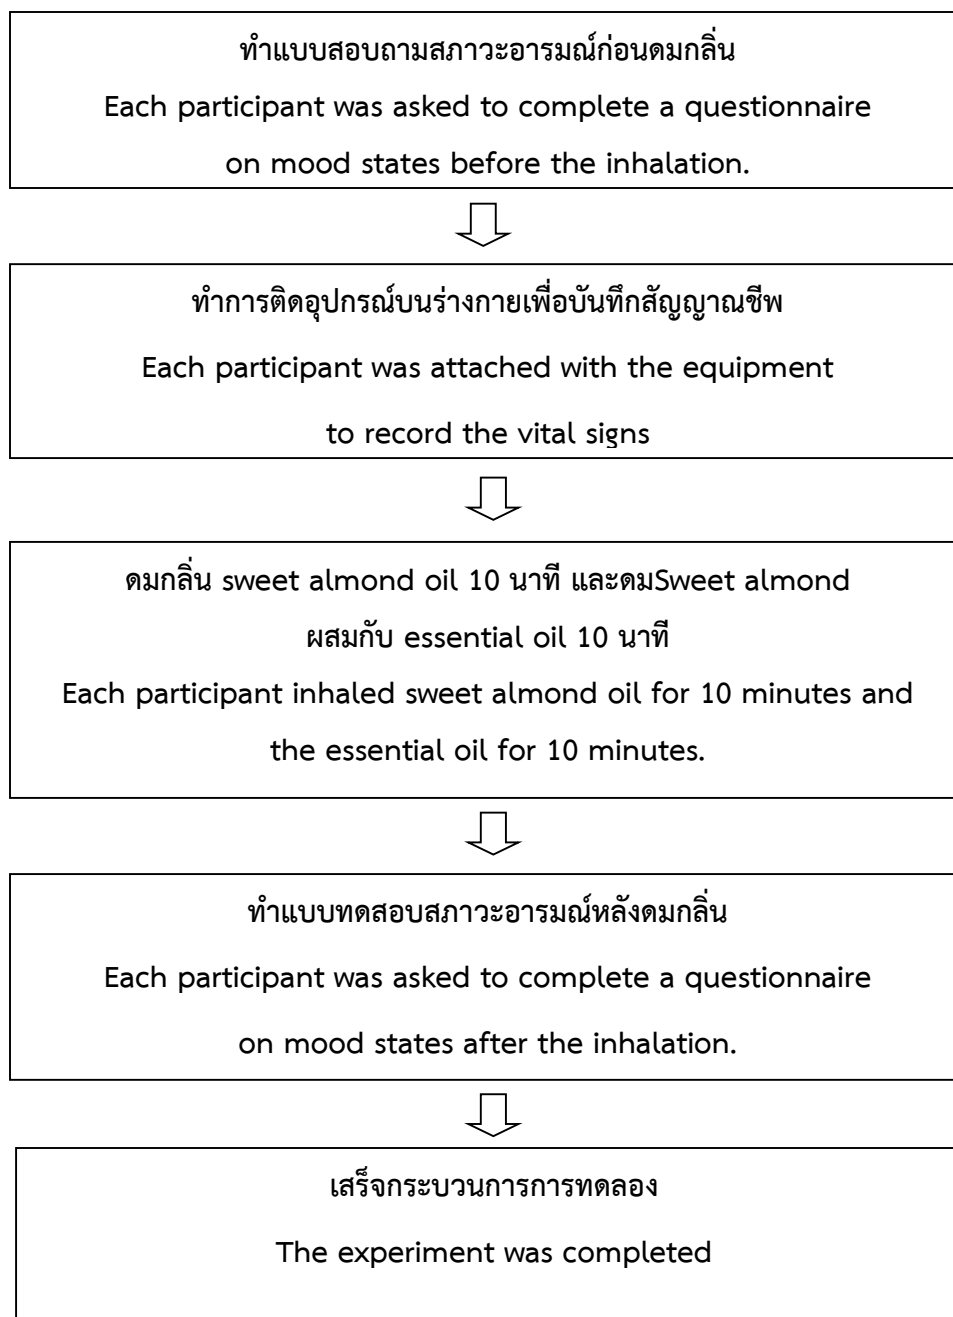 ทำแบบสอบถามสภาวะอารมณ์ก่อนดมกลิ่น
Each participant was asked to complete a questionnaire
on mood states before the inhalation.
ทำการติดอุปกรณ์บนร่างกายเพื่อบันทึกสัญญาณชีพ
Each participant was attached with the equipment
to record the vital signs
ดมกลิ่น sweet almond oil 10 นาที และดมSweet almond
ผสมกับ essential oil 10 นาที
Each participant inhaled sweet almond oil for 10 minutes and
the essential oil for 10 minutes.
ทำแบบทดสอบสภาวะอารมณ์หลังดมกลิ่น
Each participant was asked to complete a questionnaire
on mood states after the inhalation.
เสร็จกระบวนการการทดลอง
The experiment was completed